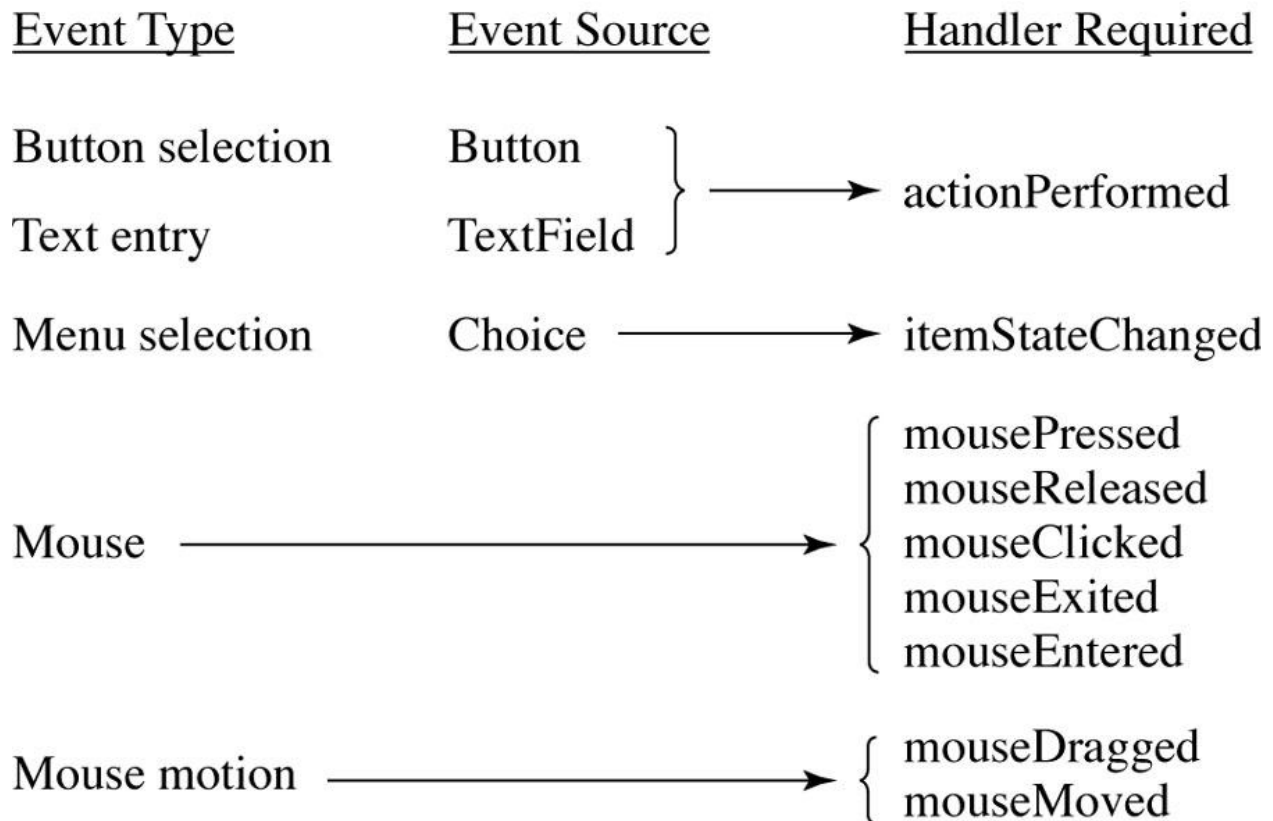 Event Type Event Source Handler Required
Button selection Button
actionPerformed
Text entry TextField
Menu selection Choice itemStateChanged
mousePressed
mouseReleased
Mouse mouseClicked
mouseExited
mouseEntered
mouseDragged
Mouse motion
mouseMoved